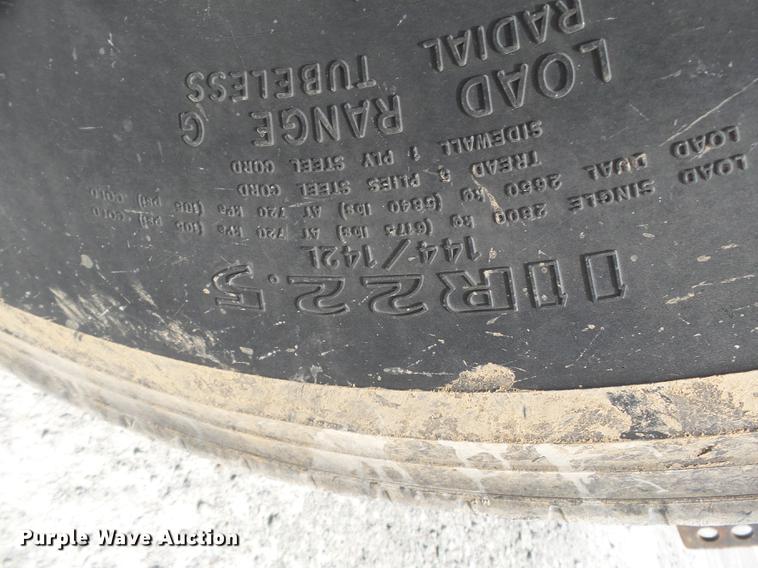 11R22.5
144/142L
LOAD SINGLE 2800 kg (6175 lbs) AT 720 kPa (105 psi) COLD
LOAD DUAL 2650 kg (5840 lbs) AT 720 kPa (105 psi) COLD
TREAD 5 PLIES STEEL CORD
SIDEWALL 1 PLY STEEL CORD
LOAD RANGE G
RADIAL TUBELESS
Purple Wave Auction